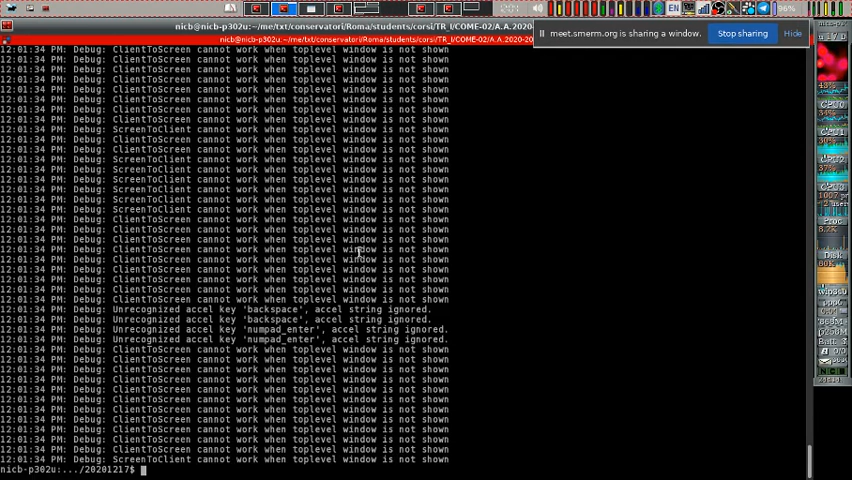 EN
96%
nicb@nicb-p302u:~/me/txt/conservatori/Roma/students/corsi/TR_I/COME-02/A.A.2020-20
nicb@nicb-p302u:~/me/txt/conservatori/Roma/students/corsi/TR_I/COME-02/A.A.2020-20
meet.smerm.org is sharing a window.
Stop sharing
Hide
12:01:34 PM: Debug: ClientToScreen cannot work when toplevel window is not shown
12:01:34 PM: Debug: ClientToScreen cannot work when toplevel window is not shown
12:01:34 PM: Debug: ClientToScreen cannot work when toplevel window is not shown
12:01:34 PM: Debug: ClientToScreen cannot work when toplevel window is not shown
12:01:34 PM: Debug: ClientToScreen cannot work when toplevel window is not shown
12:01:34 PM: Debug: ClientToScreen cannot work when toplevel window is not shown
12:01:34 PM: Debug: ClientToScreen cannot work when toplevel window is not shown
12:01:34 PM: Debug: ClientToScreen cannot work when toplevel window is not shown
12:01:34 PM: Debug: ScreenToClient cannot work when toplevel window is not shown
12:01:34 PM: Debug: ClientToScreen cannot work when toplevel window is not shown
12:01:34 PM: Debug: ClientToScreen cannot work when toplevel window is not shown
12:01:34 PM: Debug: ScreenToClient cannot work when toplevel window is not shown
12:01:34 PM: Debug: ScreenToClient cannot work when toplevel window is not shown
12:01:34 PM: Debug: ScreenToClient cannot work when toplevel window is not shown
12:01:34 PM: Debug: ScreenToClient cannot work when toplevel window is not shown
12:01:34 PM: Debug: ScreenToClient cannot work when toplevel window is not shown
12:01:34 PM: Debug: ScreenToClient cannot work when toplevel window is not shown
12:01:34 PM: Debug: ClientToScreen cannot work when toplevel window is not shown
12:01:34 PM: Debug: ClientToScreen cannot work when toplevel window is not shown
12:01:34 PM: Debug: ClientToScreen cannot work when toplevel window is not shown
12:01:34 PM: Debug: ClientToScreen cannot work when toplevel window is not shown
12:01:34 PM: Debug: ClientToScreen cannot work when toplevel window is not shown
12:01:34 PM: Debug: ClientToScreen cannot work when toplevel window is not shown
12:01:34 PM: Debug: ClientToScreen cannot work when toplevel window is not shown
12:01:34 PM: Debug: ClientToScreen cannot work when toplevel window is not shown
12:01:34 PM: Debug: ClientToScreen cannot work when toplevel window is not shown
12:01:34 PM: Debug: Unrecognized accel key 'backspace', accel string ignored.
12:01:34 PM: Debug: Unrecognized accel key 'backspace', accel string ignored.
12:01:34 PM: Debug: Unrecognized accel key 'numpad_enter', accel string ignored.
12:01:34 PM: Debug: Unrecognized accel key 'numpad_enter', accel string ignored.
12:01:34 PM: Debug: ClientToScreen cannot work when toplevel window is not shown
12:01:34 PM: Debug: ClientToScreen cannot work when toplevel window is not shown
12:01:34 PM: Debug: ClientToScreen cannot work when toplevel window is not shown
12:01:34 PM: Debug: ClientToScreen cannot work when toplevel window is not shown
12:01:34 PM: Debug: ClientToScreen cannot work when toplevel window is not shown
12:01:34 PM: Debug: ClientToScreen cannot work when toplevel window is not shown
12:01:34 PM: Debug: ClientToScreen cannot work when toplevel window is not shown
12:01:34 PM: Debug: ClientToScreen cannot work when toplevel window is not shown
12:01:34 PM: Debug: ClientToScreen cannot work when toplevel window is not shown
12:01:34 PM: Debug: ClientToScreen cannot work when toplevel window is not shown
12:01:34 PM: Debug: ClientToScreen cannot work when toplevel window is not shown
12:01:34 PM: Debug: ScreenToClient cannot work when toplevel window is not shown
nicb-p302u:.../20201217$
CPU0
Proc
Disk